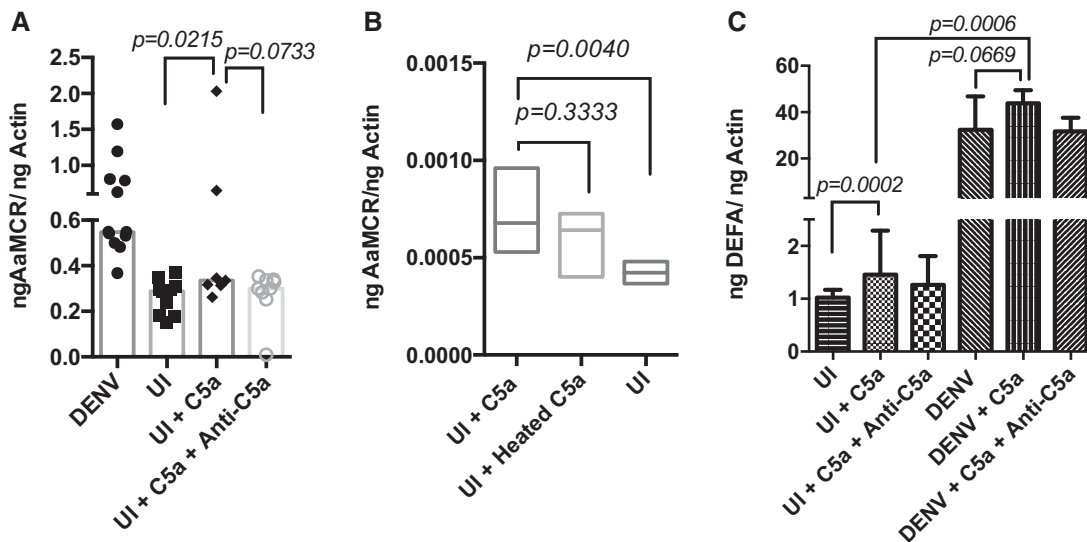 A
p=0.0215
p=0.0733
ngAaMCR/ ng Actin
2.5
2.0
1.5
1.0
0.6
0.4
0.2
0.0
DENV
UI
UI + C5a
UI + C5a + Anti-C5a
B
p=0.0040
p=0.3333
ng AaMCR/ng Actin
0.0015
0.0010
0.0005
0.0000
UI + C5a
UI + Heated C5a
UI
C
p=0.0006
p=0.0669
p=0.0002
ng DEFA/ ng Actin
60
40
20
2
1
0
UI
UI + C5a
UI + C5a + Anti-C5a
DENV
DENV + C5a
DENV + C5a + Anti-C5a